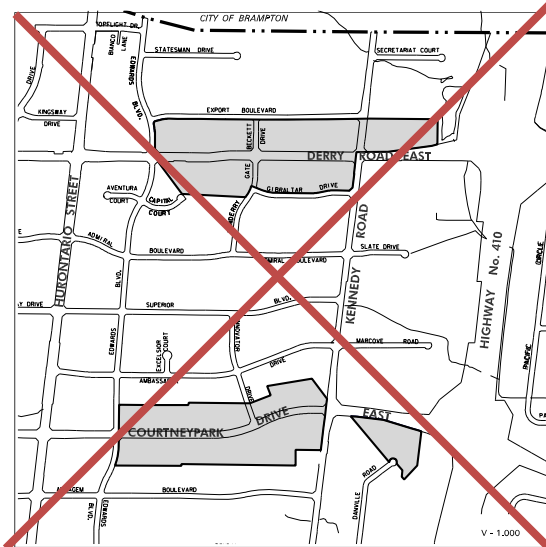 CITY OF BRAMPTON
TOPFLIGHT DR.
BIANCO
LANE
STATESMAN DRIVE
SECRETARIAT COURT
DRIVE
EDWARDS
BLVD.
KINGSWAY
DRIVE
EXPORT BOULEVARD
BECKETT
DRIVE
DERRY ROAD EAST
GATE
GIBRALTAR DRIVE
AVENTURA
COURT
CAPITAL
COURT
HURONTARIO STREET
ADMIRAL
BOULEVARD
ADMIRAL BOULEVARD
SLATE DRIVE
KENNEDY ROAD
HIGHWAY No. 410
CIRCLE
PACIFIC
BLVD.
DRIVE
SUPERIOR
BLVD.
EDWARDS
EXCELSIOR
COURT
INNOVATOR
DRIVE
MARCOVE ROAD
AMBASSADOR
DRIVE
DRIVE
COURTNEYPARK
EAST
ROAD
DANVILLE
BOULEVARD
EDWARDS
BLVD.
V - 1.000